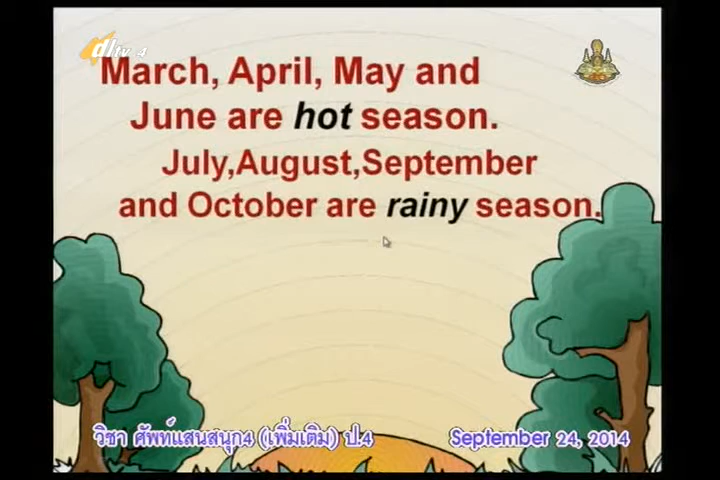 dltv 4
March, April, May and
June are hot season.
July,August,September
and October are rainy season.
วิชา ศัพท์แสนสนุก4 (เพิ่มเติม) ป.4
September 24, 2014